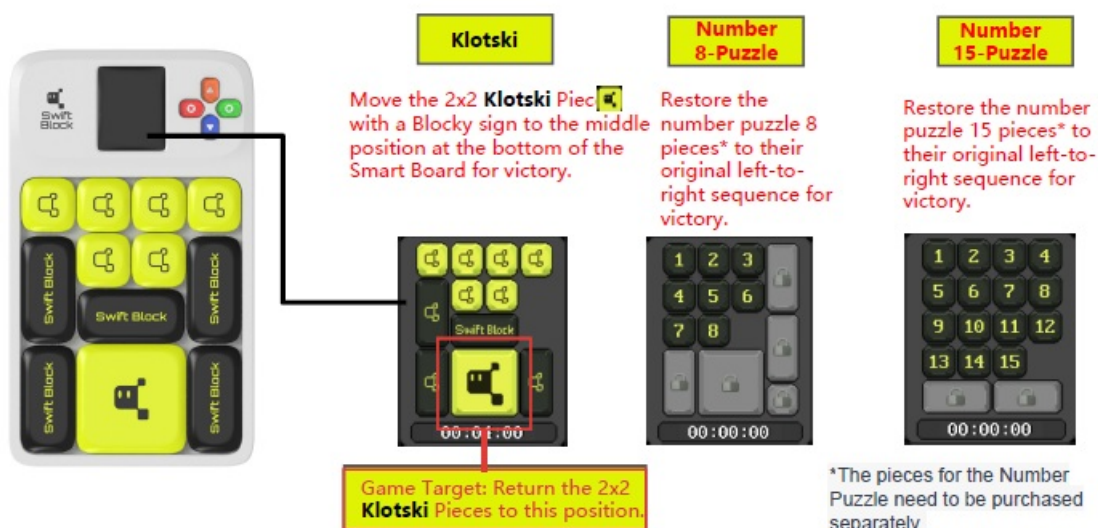 Klotski
Number
8-Puzzle
Number
15-Puzzle
Move the 2x2 Klotski
with a Blocky sign to the middle
position at the bottom of the
Smart Board for victory.
Restore the
number puzzle 8
pieces* to their
original left-to-
right sequence for
victory.
Restore the number
puzzle 15 pieces* to
their original left-to-
right sequence for
victory.
Swift
Block
Swift Block
Swift Block
Swift Block
Swift Block
Swift Block
Swift Block
1 2 3
4 5 6
7 8
00:00:00
1 2 3 4
5 6 7 8
9 10 11 12
13 14 15
00:00:00
Game Target: Return the 2x2
Klotski Pieces to this position.
*The pieces for the Number
Puzzle need to be purchased
separately